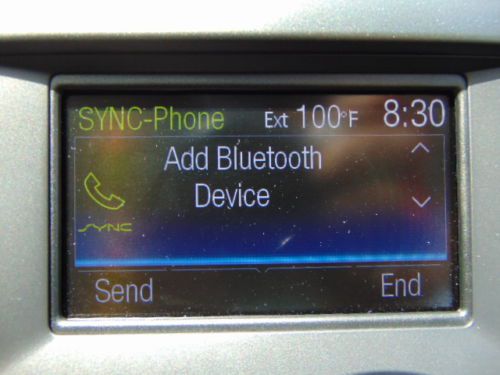 SYNC-Phone Ext 100°F 8:30
Add Bluetooth
Device
SYNC
Send End